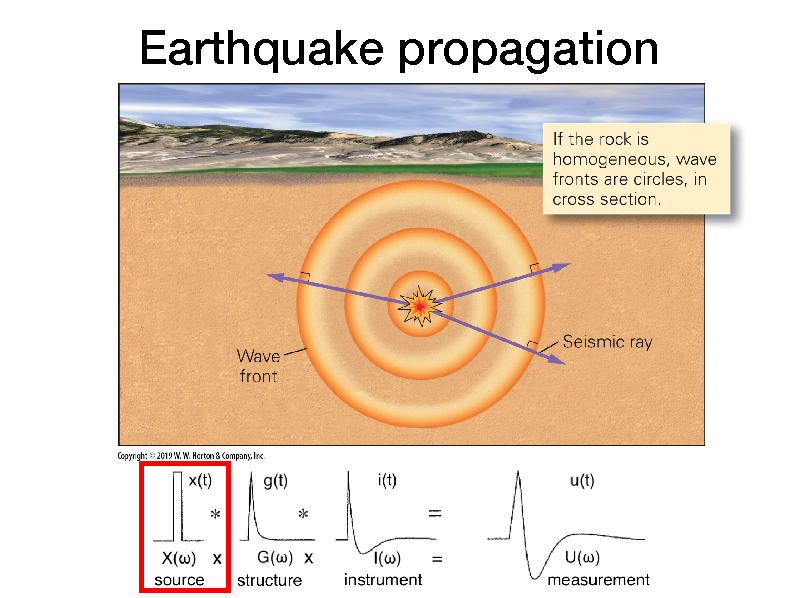 Earthquake propagation
If the rock is
homogeneous, wave
fronts are circles, in
cross section.
Seismic ray
Wave
front
Copyright © 2019 W. W. Norton & Company, Inc.
x(t) g(t) i(t) u(t)
* * =
X(ω) x G(ω) x I(ω) = U(ω)
source structure instrument measurement